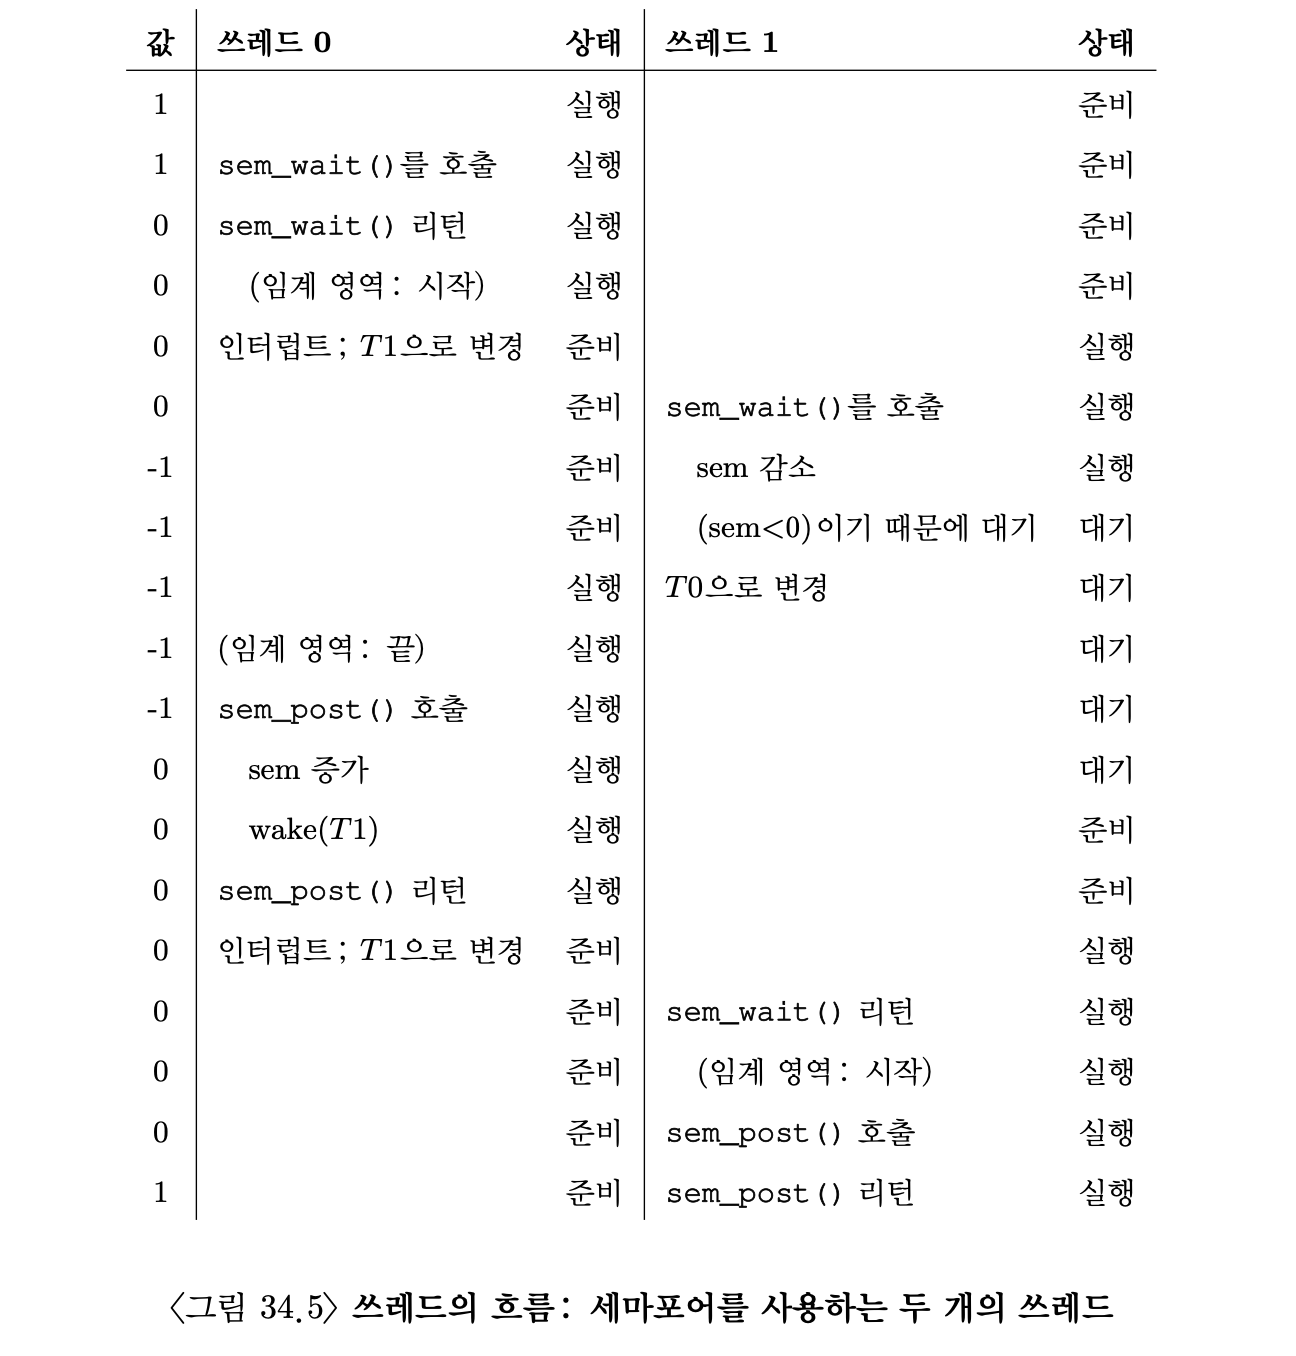 값 쓰레드 0 상태 쓰레드 1 상태
1 실행 준비
1 sem_wait()를 호출 실행 준비
0 sem_wait() 리턴 실행 준비
0 (임계 영역: 시작) 실행 준비
0 인터럽트; T1으로 변경 준비 실행
0 준비 sem_wait()를 호출 실행
-1 준비 sem 감소 실행
-1 준비 (sem<0)이기 때문에 대기 대기
-1 실행 T0으로 변경 대기
-1 (임계 영역: 끝) 실행 대기
-1 sem_post() 호출 실행 대기
0 sem 증가 실행 대기
0 wake(T1) 실행 준비
0 sem_post() 리턴 실행 준비
0 인터럽트; T1으로 변경 준비 실행
0 준비 sem_wait() 리턴 실행
0 준비 (임계 영역: 시작) 실행
0 준비 sem_post() 호출 실행
1 준비 sem_post() 리턴 실행
〈그림 34.5〉 쓰레드의 흐름: 세마포어를 사용하는 두 개의 쓰레드